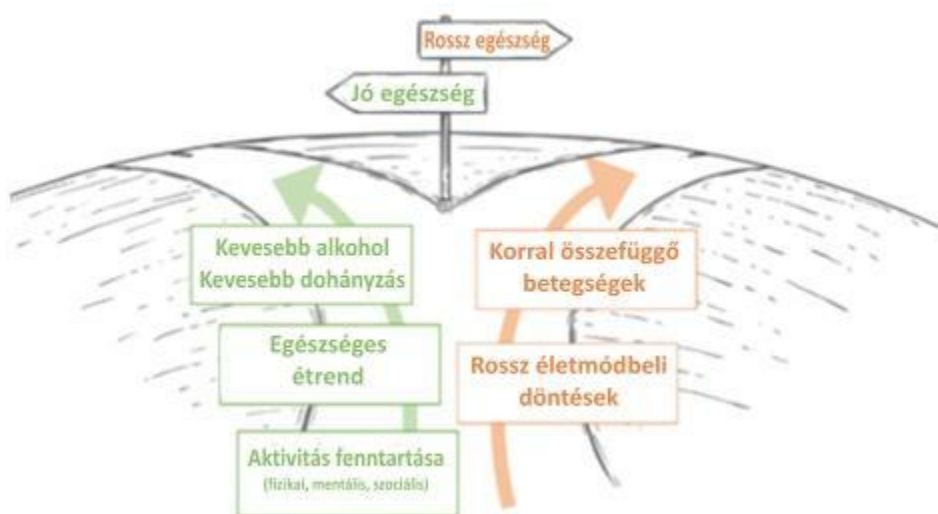 Rossz egészség
Jó egészség
Kevesebb alkohol
Kevesebb dohányzás
Egészséges
étrend
Aktivitás fenntartása
(fizikai, mentális, szociális)
Korral összefüggő
betegségek
Rossz életmódbeli
döntések